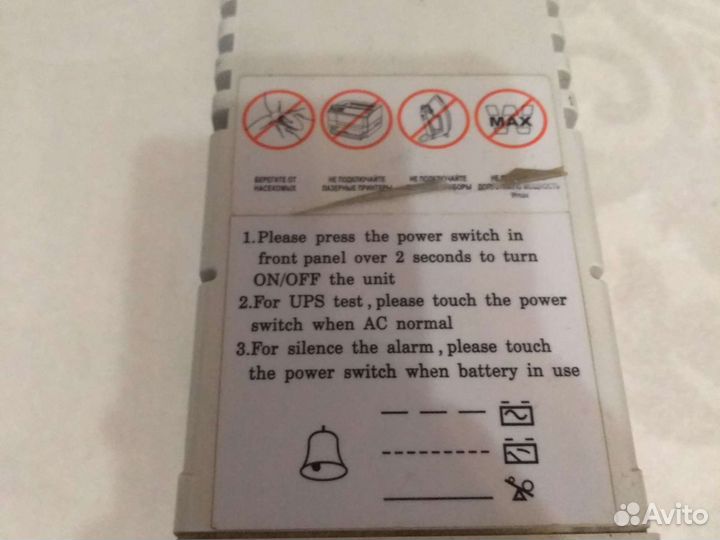 MAX
БЕРЕГИТЕ ОТ
НАСЕКОМЫХ
НЕ ПОДКЛЮЧАЙТЕ
ЛАЗЕРНЫЕ ПРИНТЕРЫ
НЕ ПОДКЛЮЧАЙТЕ
НЕ
МОЩНОСТЬ
1.Please press the power switch in
front panel over 2 seconds to turn
ON/OFF the unit
2.For UPS test , please touch the power
switch when AC normal
3.For silence the alarm , please touch
the power switch when battery in use
Avito